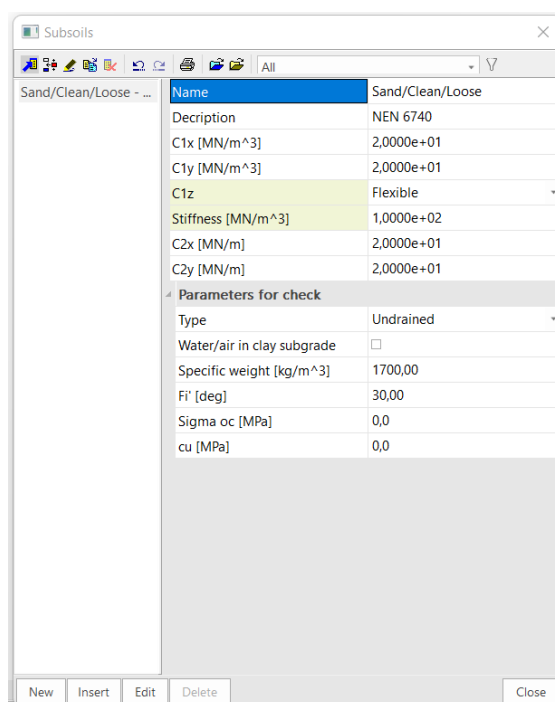 Subsoils
All
Sand/Clean/Loose - ...
Name Sand/Clean/Loose
Decription NEN 6740
C1x [MN/m^3] 2,0000e+01
C1y [MN/m^3] 2,0000e+01
C1z Flexible
Stiffness [MN/m^3] 1,0000e+02
C2x [MN/m] 2,0000e+01
C2y [MN/m] 2,0000e+01
Parameters for check
Type Undrained
Water/air in clay subgrade
Specific weight [kg/m^3] 1700,00
Fi' [deg] 30,00
Sigma oc [MPa] 0,0
cu [MPa] 0,0
New Insert Edit Delete Close